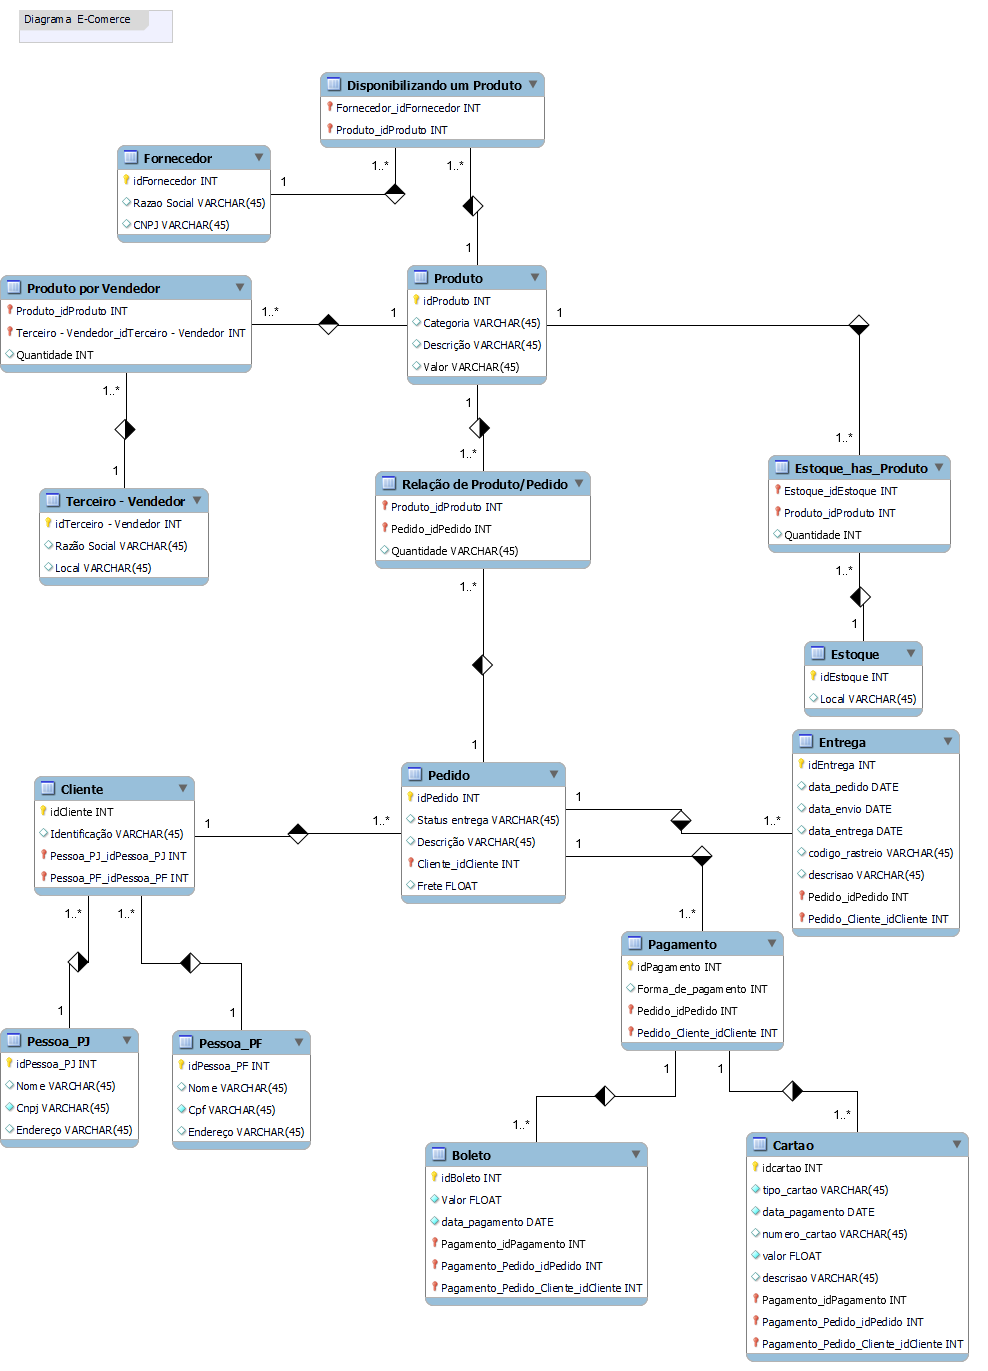 Diagrama E-Comerce
Disponibilizando um Produto
Fornecedor_idFornecedor INT
Produto_idProduto INT
1..*
1..*
Fornecedor
idFornecedor INT
Razao Social VARCHAR(45)
CNPJ VARCHAR(45)
1
1
Produto por Vendedor
Produto_idProduto INT
Terceiro - Vendedor_idTerceiro - Vendedor INT
Quantidade INT
1..*
1
1..*
1
Produto
idProduto INT
Categoria VARCHAR(45)
Descrição VARCHAR(45)
Valor VARCHAR(45)
1
1
1..*
1..*
Terceiro - Vendedor
idTerceiro - Vendedor INT
Razão Social VARCHAR(45)
Local VARCHAR(45)
Relação de Produto/Pedido
Produto_idProduto INT
Pedido_idPedido INT
Quantidade VARCHAR(45)
1..*
1
Estoque_has_Produto
Estoque_idEstoque INT
Produto_idProduto INT
Quantidade INT
1..*
1
Estoque
idEstoque INT
Local VARCHAR(45)
Entrega
idEntrega INT
data_pedido DATE
data_envio DATE
data_entrega DATE
codigo_rastreio VARCHAR(45)
descrisao VARCHAR(45)
Pedido_idPedido INT
Pedido_Cliente_idCliente INT
Cliente
idCliente INT
Identificação VARCHAR(45)
Pessoa_PJ_idPessoa_PJ INT
Pessoa_PF_idPessoa_PF INT
1
1..*
Pedido
idPedido INT
Status entrega VARCHAR(45)
Descrição VARCHAR(45)
Cliente_idCliente INT
Frete FLOAT
1
1..*
1
1..*
1..*
1..*
1
1
Pagamento
idPagamento INT
Forma_de_pagamento INT
Pedido_idPedido INT
Pedido_Cliente_idCliente INT
Pessoa_PJ
idPessoa_PJ INT
Nome VARCHAR(45)
Cnpj VARCHAR(45)
Endereço VARCHAR(45)
Pessoa_PF
idPessoa_PF INT
Nome VARCHAR(45)
Cpf VARCHAR(45)
Endereço VARCHAR(45)
1
1
1..*
1..*
Boleto
idBoleto INT
Valor FLOAT
data_pagamento DATE
Pagamento_idPagamento INT
Pagamento_Pedido_idPedido INT
Pagamento_Pedido_Cliente_idCliente INT
Cartao
idcartao INT
tipo_cartao VARCHAR(45)
data_pagamento DATE
numero_cartao VARCHAR(45)
valor FLOAT
descrisao VARCHAR(45)
Pagamento_idPagamento INT
Pagamento_Pedido_idPedido INT
Pagamento_Pedido_Cliente_idCliente INT